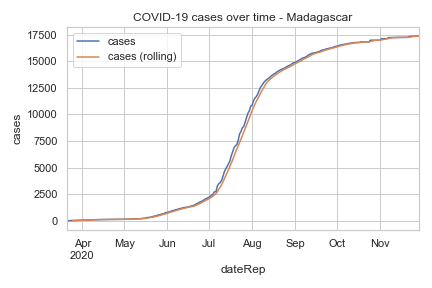 COVID-19 cases over time - Madagascar
cases
cases (rolling)
17500
15000
12500
10000
7500
5000
2500
0
cases
Apr May Jun Jul Aug Sep Oct Nov
2020
dateRep